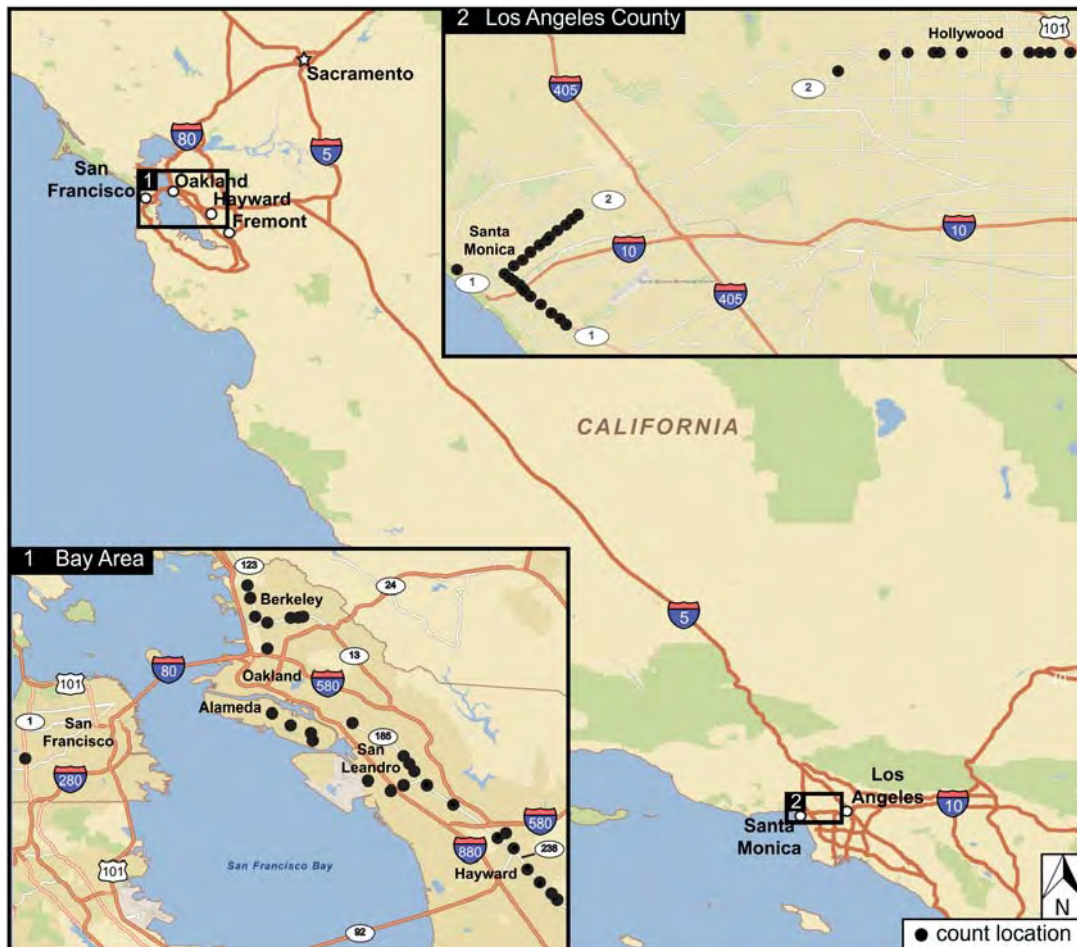 Sacramento
80
5
San
Francisco
1
Oakland
Hayward
Fremont
2 Los Angeles County
Hollywood
101
405
2
2
Santa
Monica
10
10
1
405
1
CALIFORNIA
5
1 Bay Area
123
24
Berkeley
80
13
Oakland
580
101
Alameda
1
San
Francisco
185
San
Leandro
280
580
880
238
Hayward
101
San Francisco Bay
92
2
Los
Angeles
10
Santa
Monica
N
count location